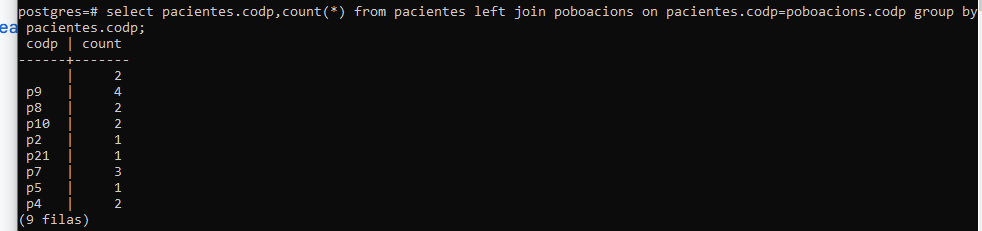 postgres=# select pacientes.codp,count(*) from pacientes left join poboacions on pacientes.codp=poboacions.codp group by
 pacientes.codp;
 codp | count
------+-------
      |     2
 p9   |     4
 p8   |     2
 p10  |     2
 p2   |     1
 p21  |     1
 p7   |     3
 p5   |     1
 p4   |     2
(9 filas)
ea